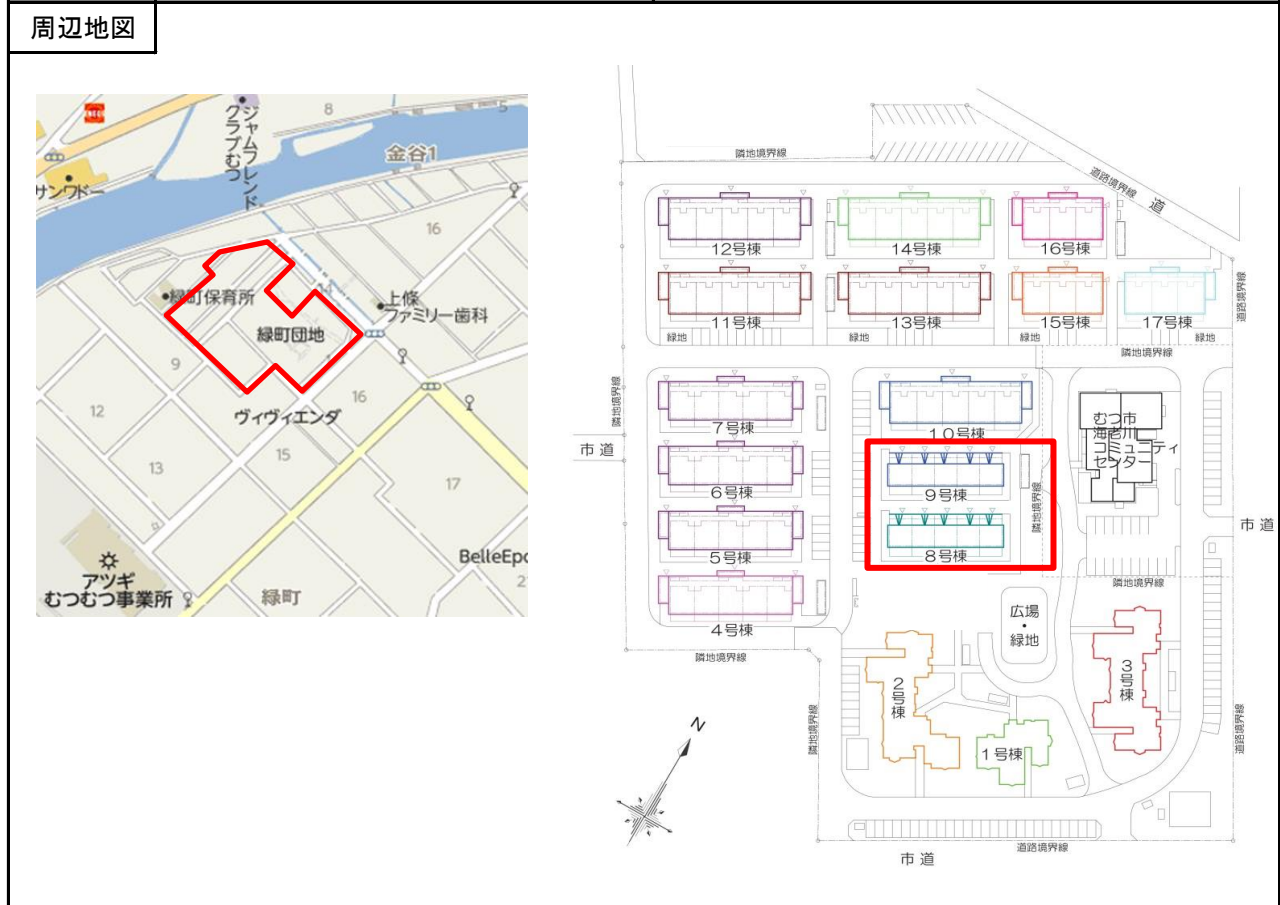 周辺地図
8
5
ジャムフレンド
クラブむつ
金谷1
サンワドー
16
緑町保育所
上條
ファミリー歯科
緑町団地
9
16
12
ヴィヴィエンダ
15
13
17
BelleEpo
アツギ
むつむつ事業所
緑町
2
隣地境界線
道路境界線
道
12号棟
14号棟
16号棟
11号棟
13号棟
15号棟
17号棟
道路境界線
緑地
緑地
緑地
緑地
隣地境界線
隣地境界線
7号棟
10号棟
むつ市
海老川
コミュニティ
センター
市道
6号棟
9号棟
隣地境界線
市道
5号棟
8号棟
隣地境界線
4号棟
広場
・
緑地
隣地境界線
2号棟
3号棟
隣地境界線
1号棟
道路境界線
N
道路境界線
市道